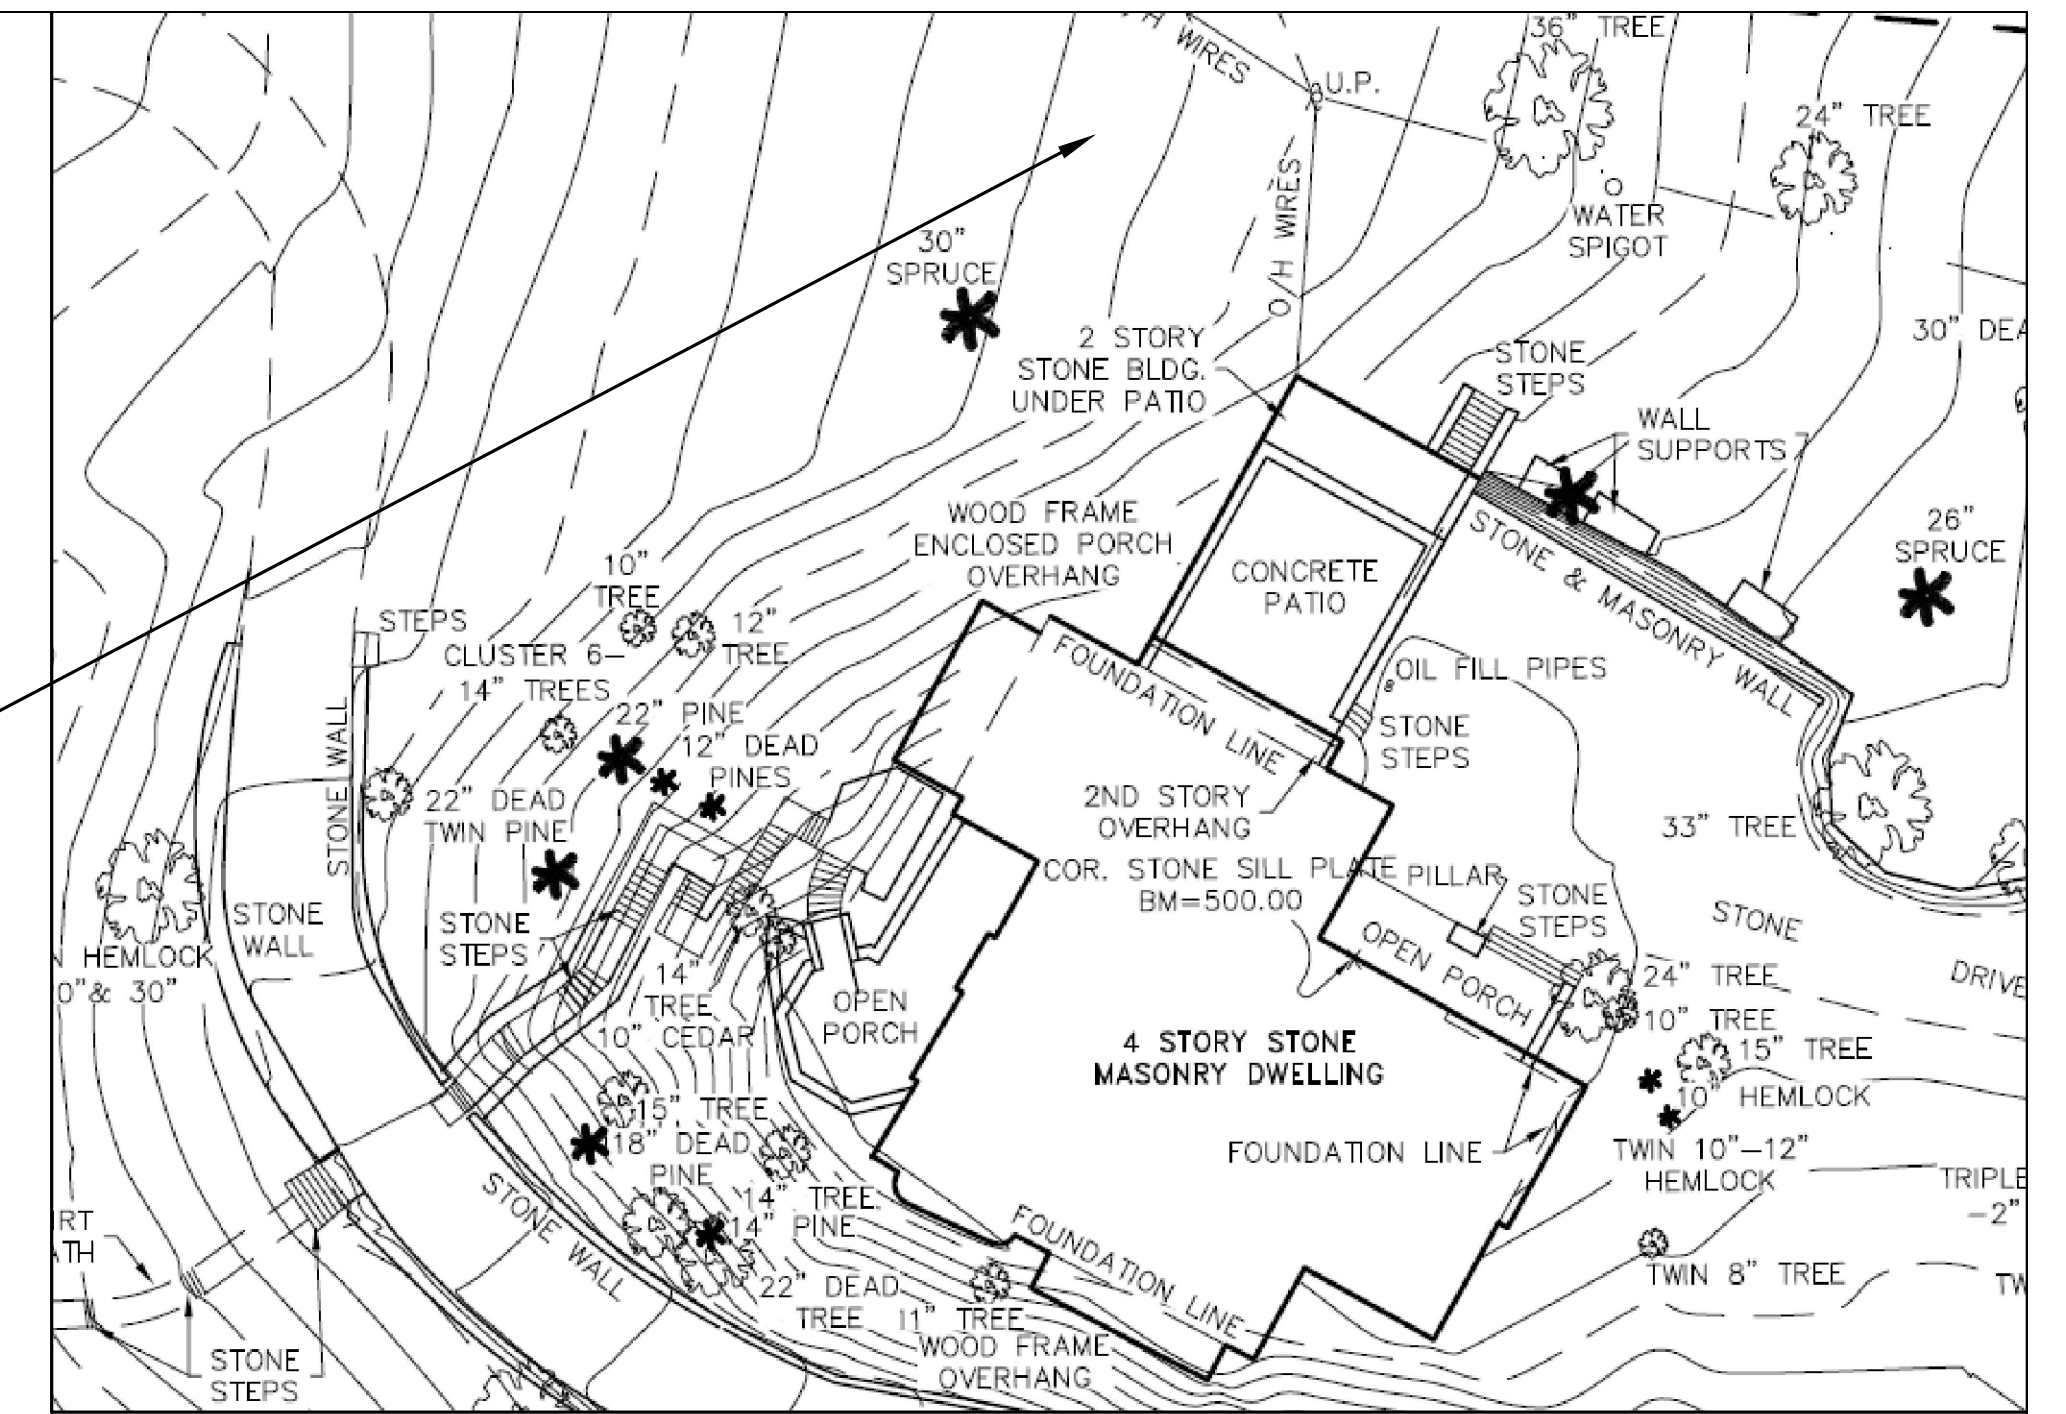 /H WIRES
U.P.
36" TREE
24" TREE
O/H WIRES
WATER
SPIGOT
30"
SPRUCE
2 STORY
STONE BLDG.
UNDER PATIO
STONE
STEPS
30" DEA
WALL
SUPPORTS
26"
SPRUCE
WOOD FRAME
ENCLOSED PORCH
OVERHANG
CONCRETE
PATIO
STONE & MASONRY WALL
10"
TREE
12"
TREE
STEPS
CLUSTER 6-
14" TREES
FOUNDATION LINE
OIL FILL PIPES
STONE
STEPS
22" PINE
12" DEAD
PINES
STONE WALL
22" DEAD
TWIN PINE
2ND STORY
OVERHANG
33" TREE
COR. STONE SILL PLATE
BM=500.00
PILLAR
STONE
STEPS
STONE
DRIVE
STONE
WALL
STONE
STEPS
HEMLOCK
0"& 30"
14"
TREE
10" CEDAR
OPEN
PORCH
OPEN PORCH
24" TREE
10" TREE
15" TREE
10" HEMLOCK
4 STORY STONE
MASONRY DWELLING
15" TREE
18" DEAD
PINE
FOUNDATION LINE
TWIN 10"-12"
HEMLOCK
TRIPLE
-2"
STONE WALL
14" TREE
14" PINE
FOUNDATION LINE
RT
TH
22" DEAD
TREE
11" TREE
TWIN 8" TREE
TW
WOOD FRAME
OVERHANG
STONE
STEPS